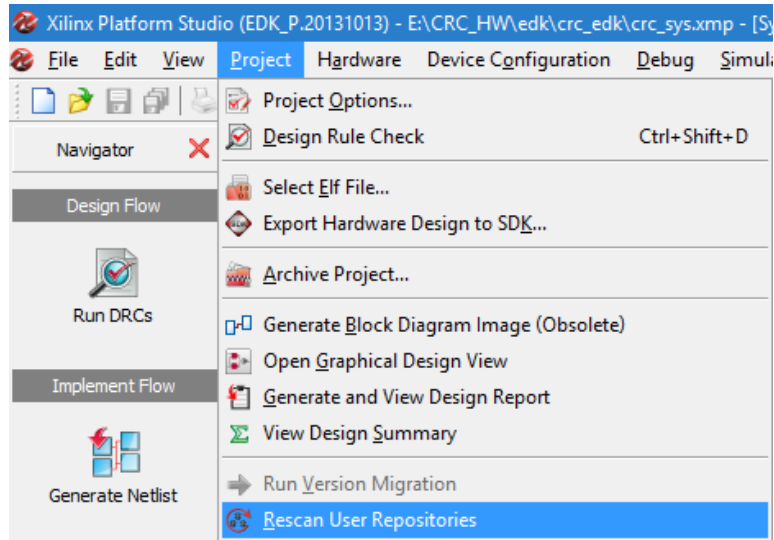 Xilinx Platform Studio (EDK_P.20131013) - E:\CRC_HW\edk\crc_edk\crc_sys.xmp - [Sy
File Edit View Project Hardware Device Configuration Debug Simula
Navigator
Design Flow
Run DRCs
Implement Flow
Generate Netlist
Project Options...
Design Rule Check Ctrl+Shift+D
Select Elf File...
Export Hardware Design to SDK...
Archive Project...
Generate Block Diagram Image (Obsolete)
Open Graphical Design View
Generate and View Design Report
View Design Summary
Run Version Migration
Rescan User Repositories